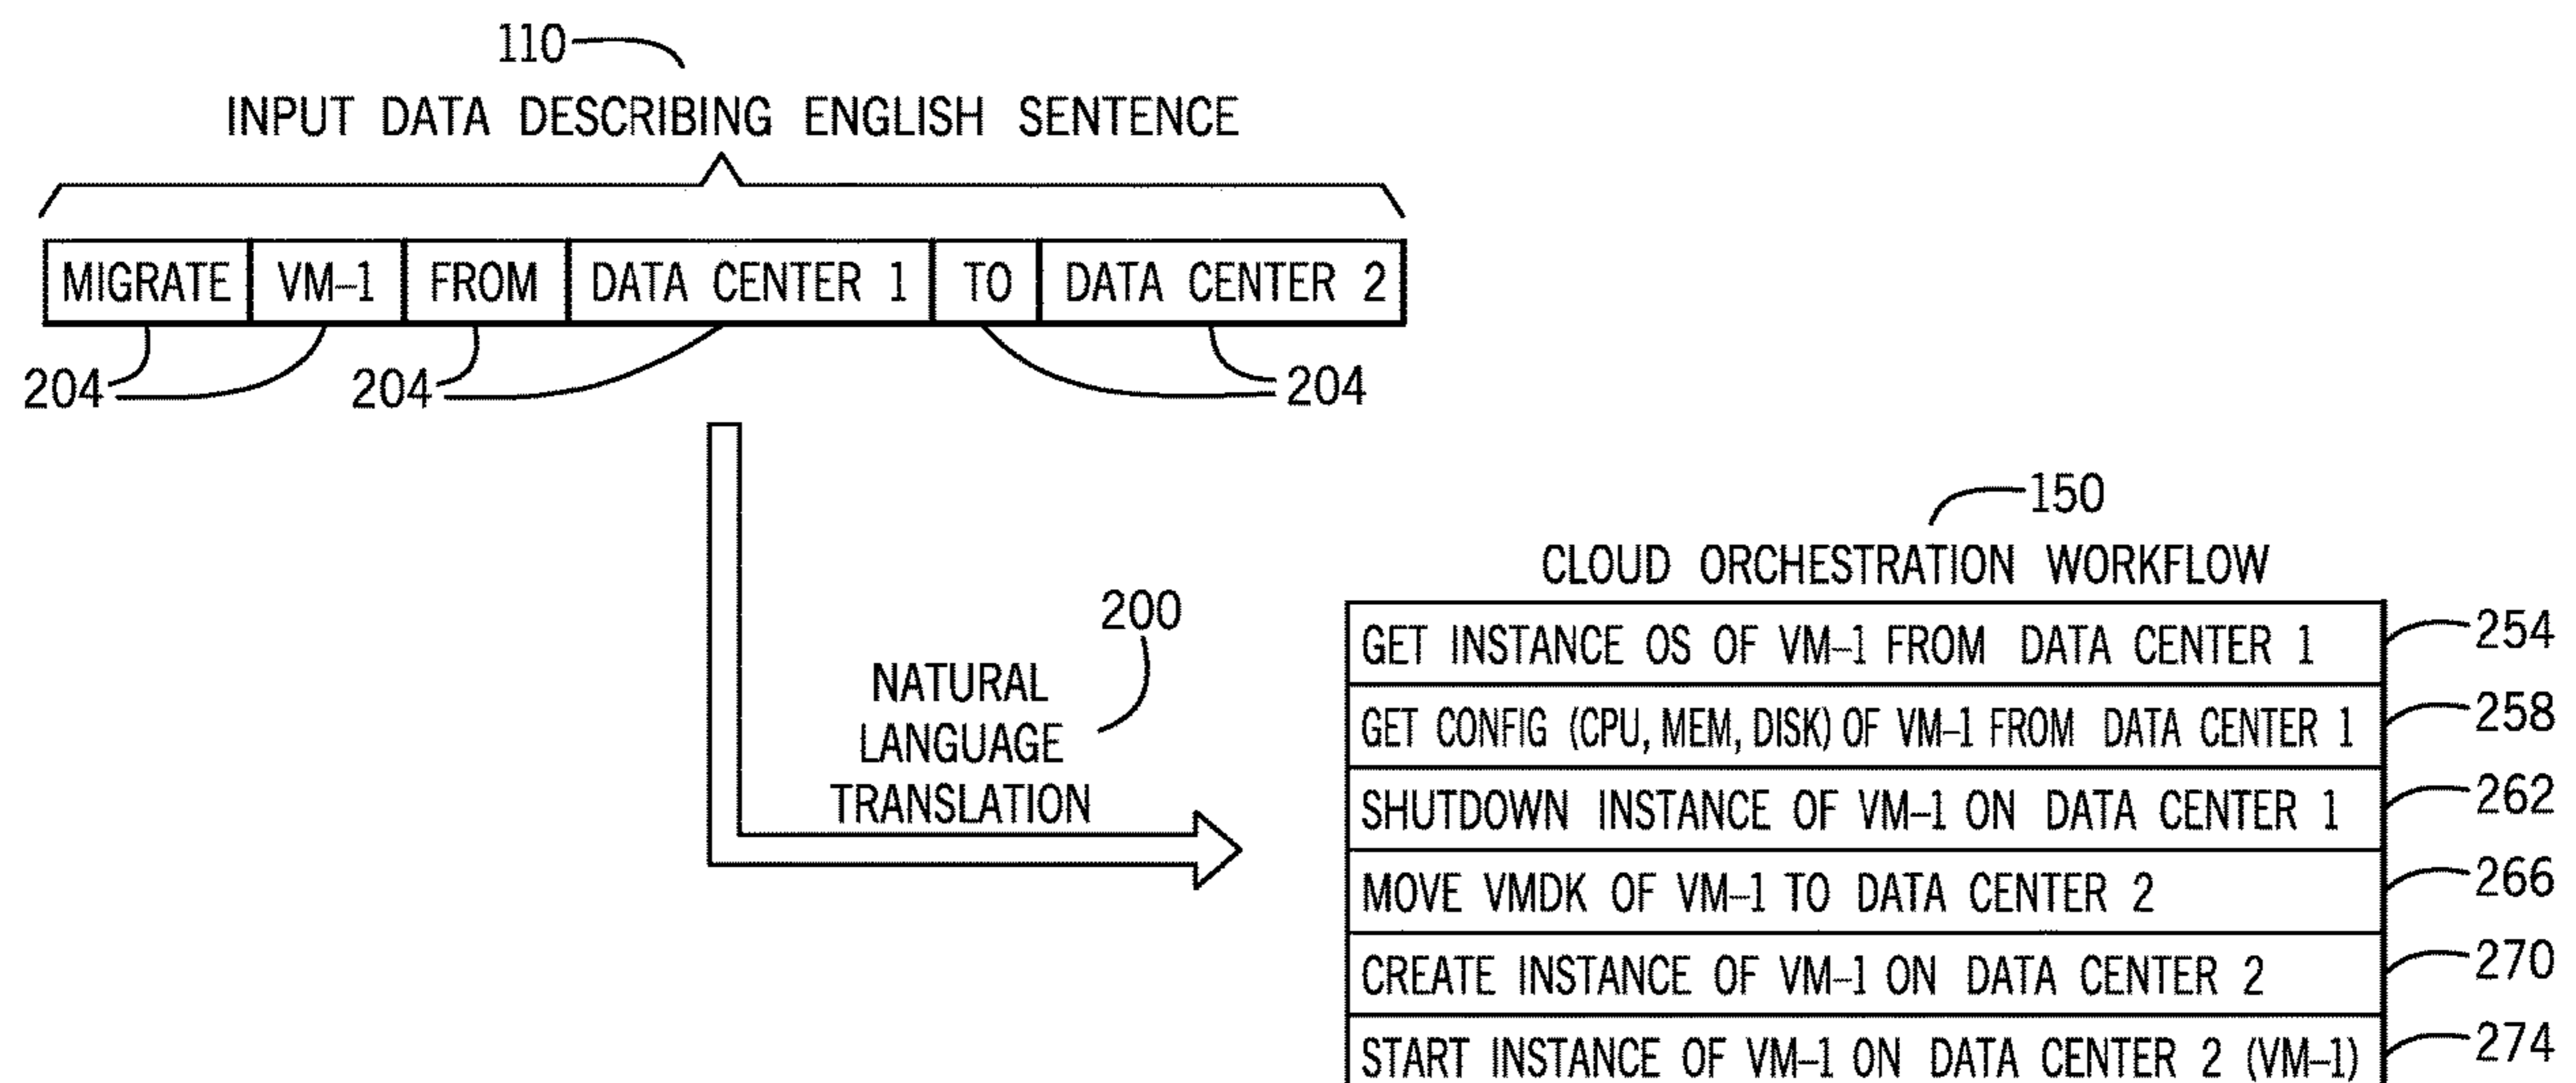 110
INPUT DATA DESCRIBING ENGLISH SENTENCE
MIGRATE VM-1 FROM DATA CENTER 1 TO DATA CENTER 2
204 204 204
150
CLOUD ORCHESTRATION WORKFLOW
200
NATURAL
LANGUAGE
TRANSLATION
GET INSTANCE OS OF VM-1 FROM DATA CENTER 1 254
GET CONFIG (CPU, MEM, DISK) OF VM-1 FROM DATA CENTER 1 258
SHUTDOWN INSTANCE OF VM-1 ON DATA CENTER 1 262
MOVE VMDK OF VM-1 TO DATA CENTER 2 266
CREATE INSTANCE OF VM-1 ON DATA CENTER 2 270
START INSTANCE OF VM-1 ON DATA CENTER 2 (VM-1) 274